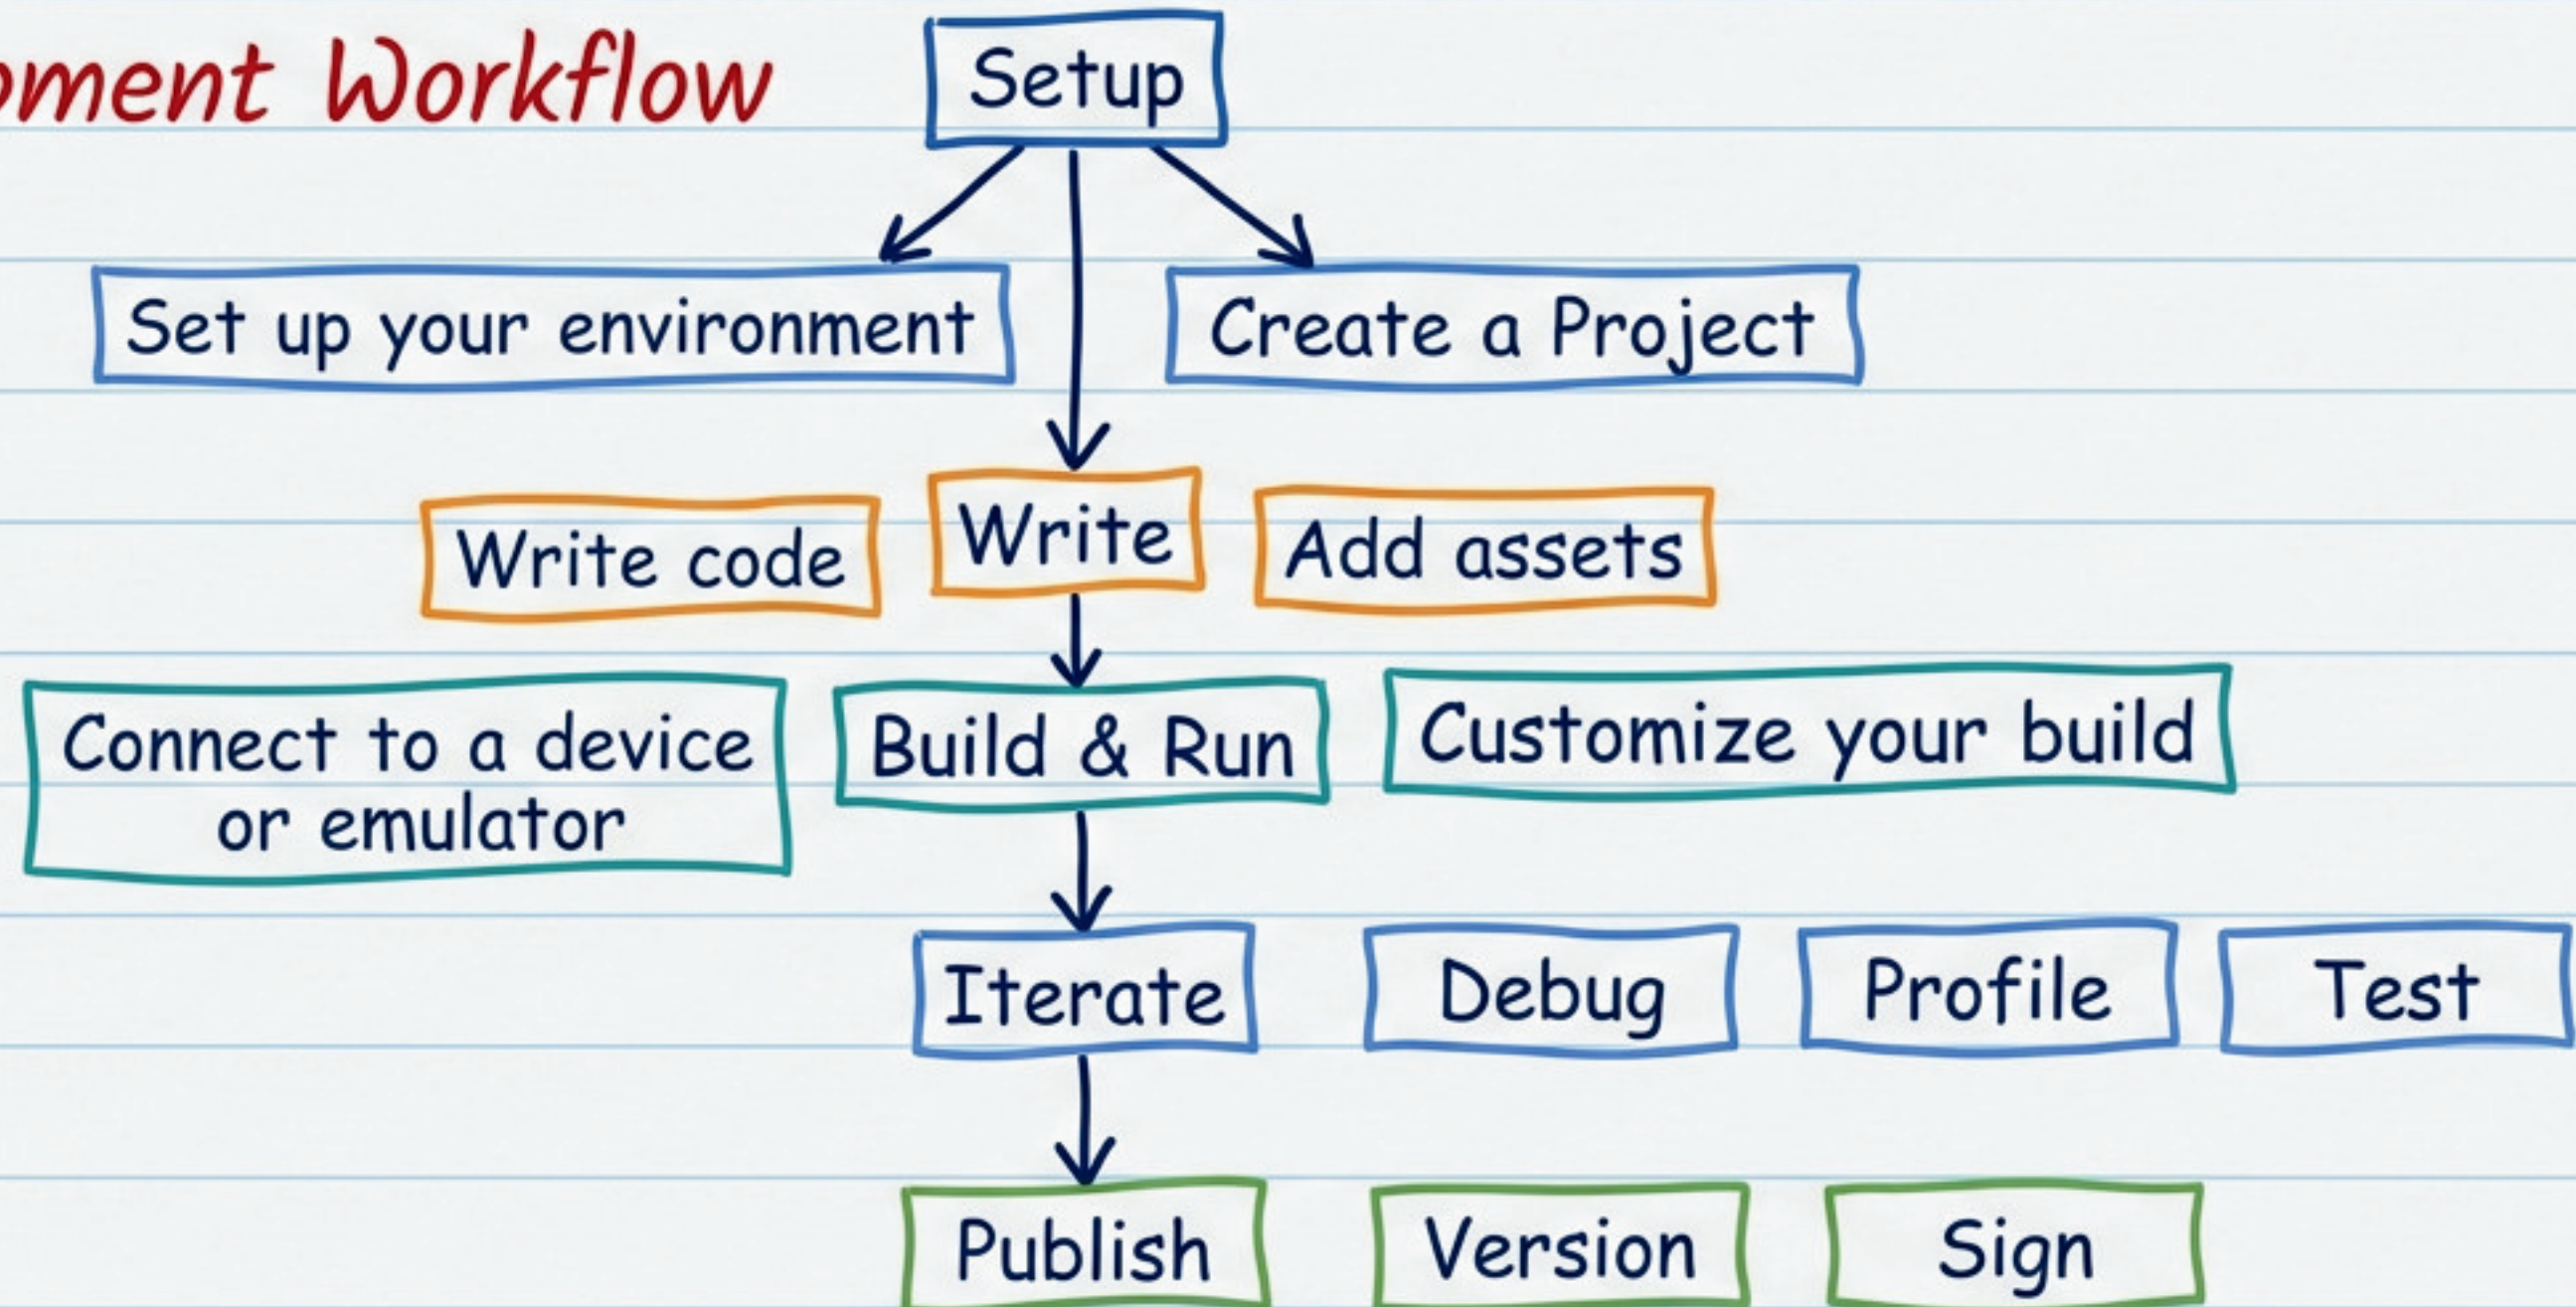 Workflow
Setup
Set up your environment
Create a Project
Write code
Write
Add assets
Connect to a device
or emulator
Build & Run
Customize your build
Iterate
Debug
Profile
Test
Publish
Version
Sign